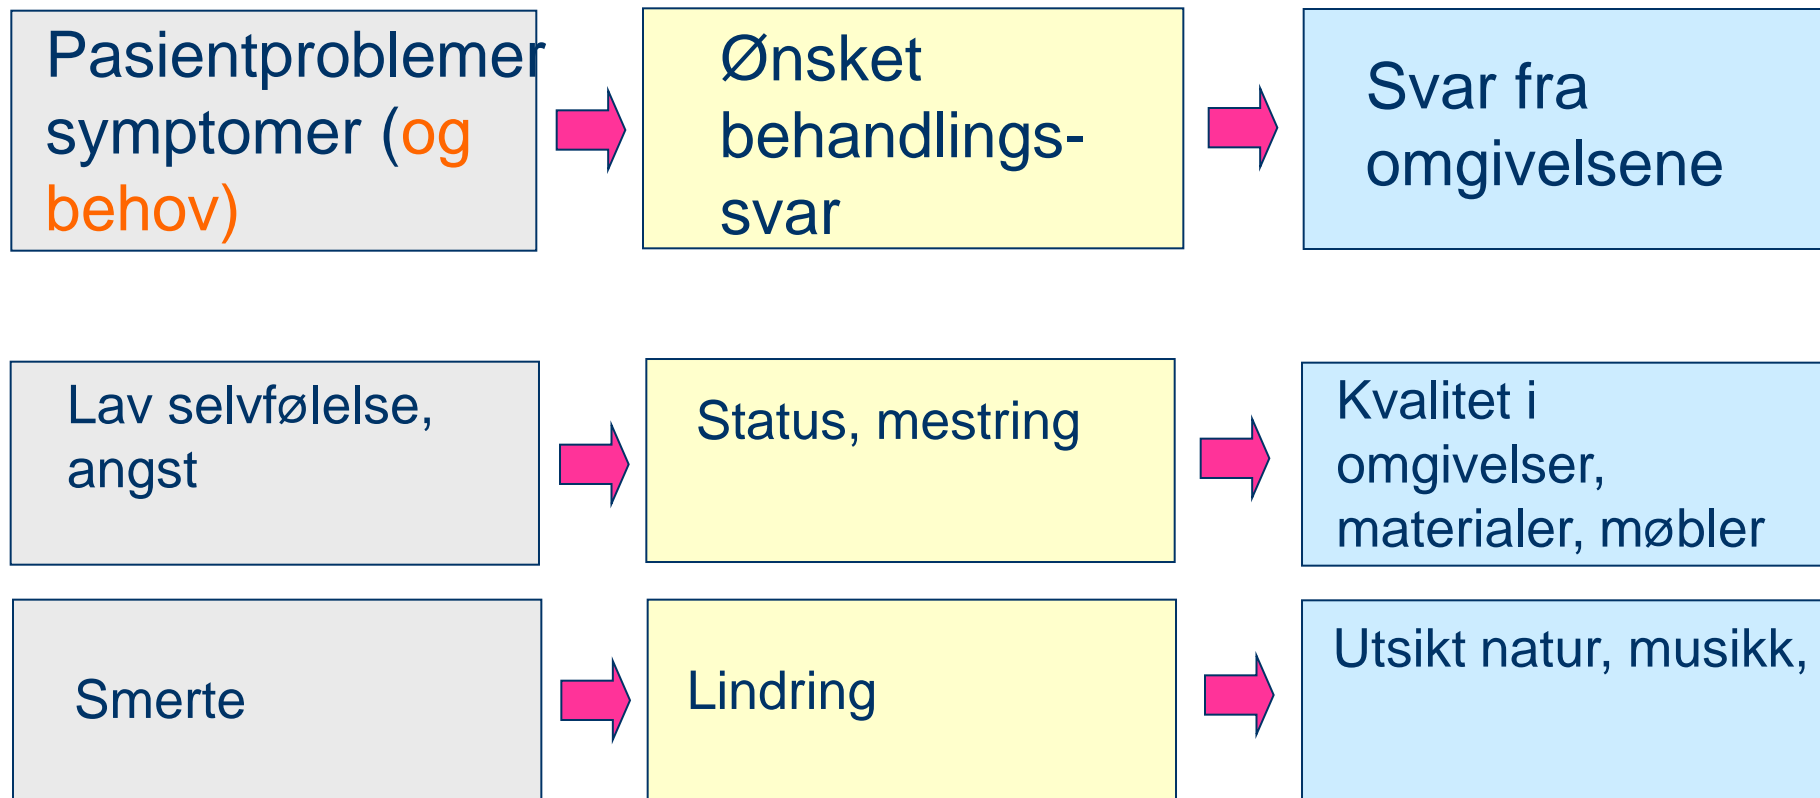 Pasientproblemer
symptomer (og
behov)
Ønsket
behandlings-
svar
Svar fra
omgivelsene
Lav selvfølelse,
angst
Status, mestring
Kvalitet i
omgivelser,
materialer, møbler
Smerte
Lindring
Utsikt natur, musikk,